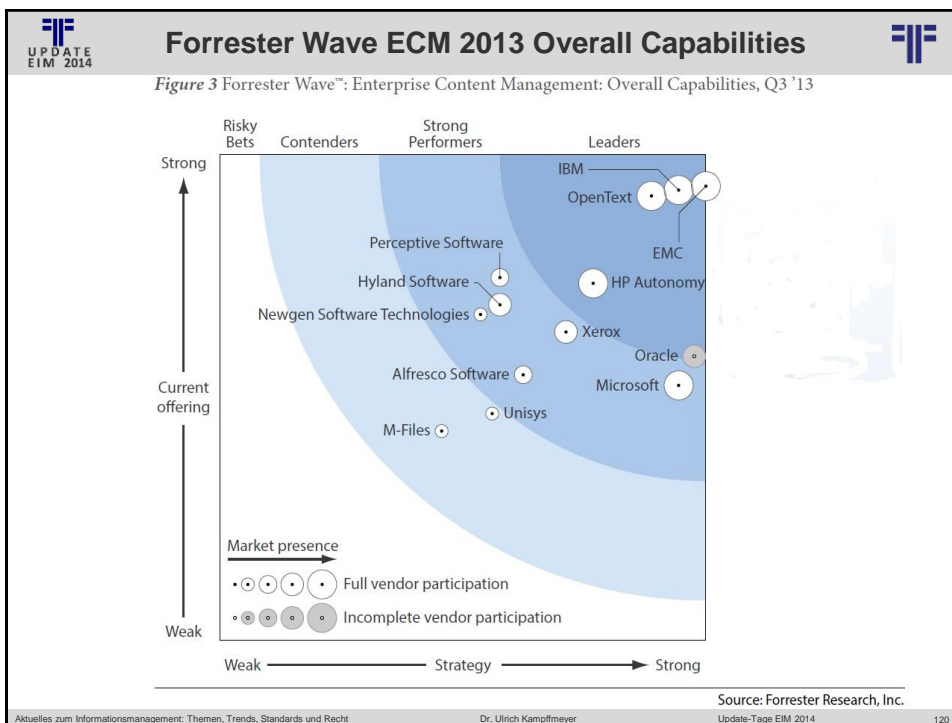 UPDATE
EIM 2014
Forrester Wave ECM 2013 Overall Capabilities
Figure 3 Forrester Wave™: Enterprise Content Management: Overall Capabilities, Q3 ’13
Risky
Bets
Contenders
Strong
Performers
Leaders
Strong
IBM
OpenText
EMC
Perceptive Software
Hyland Software
HP Autonomy
Newgen Software Technologies
Xerox
Oracle
Alfresco Software
Microsoft
Current
offering
Unisys
M-Files
Market presence
Full vendor participation
Incomplete vendor participation
Weak
Weak
Strategy
Strong
Source: Forrester Research, Inc.
Aktuelles zum Informationsmanagement: Themen, Trends, Standards und Recht
Dr. Ulrich Kampffmeyer
Update-Tage EIM 2014
120